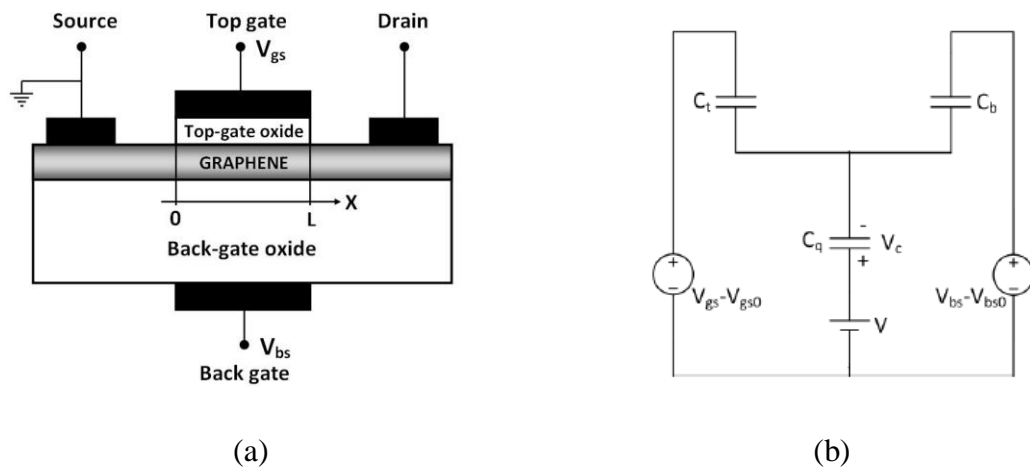 Source
Top gate
Drain
V_gs
Top-gate oxide
GRAPHENE
0
L
X
Back-gate oxide
V_bs
Back gate
(a)
C_t
C_b
C_q
-
V_c
+
+
-
V_gs-V_gs0
V
+
-
V_bs-V_bs0
(b)